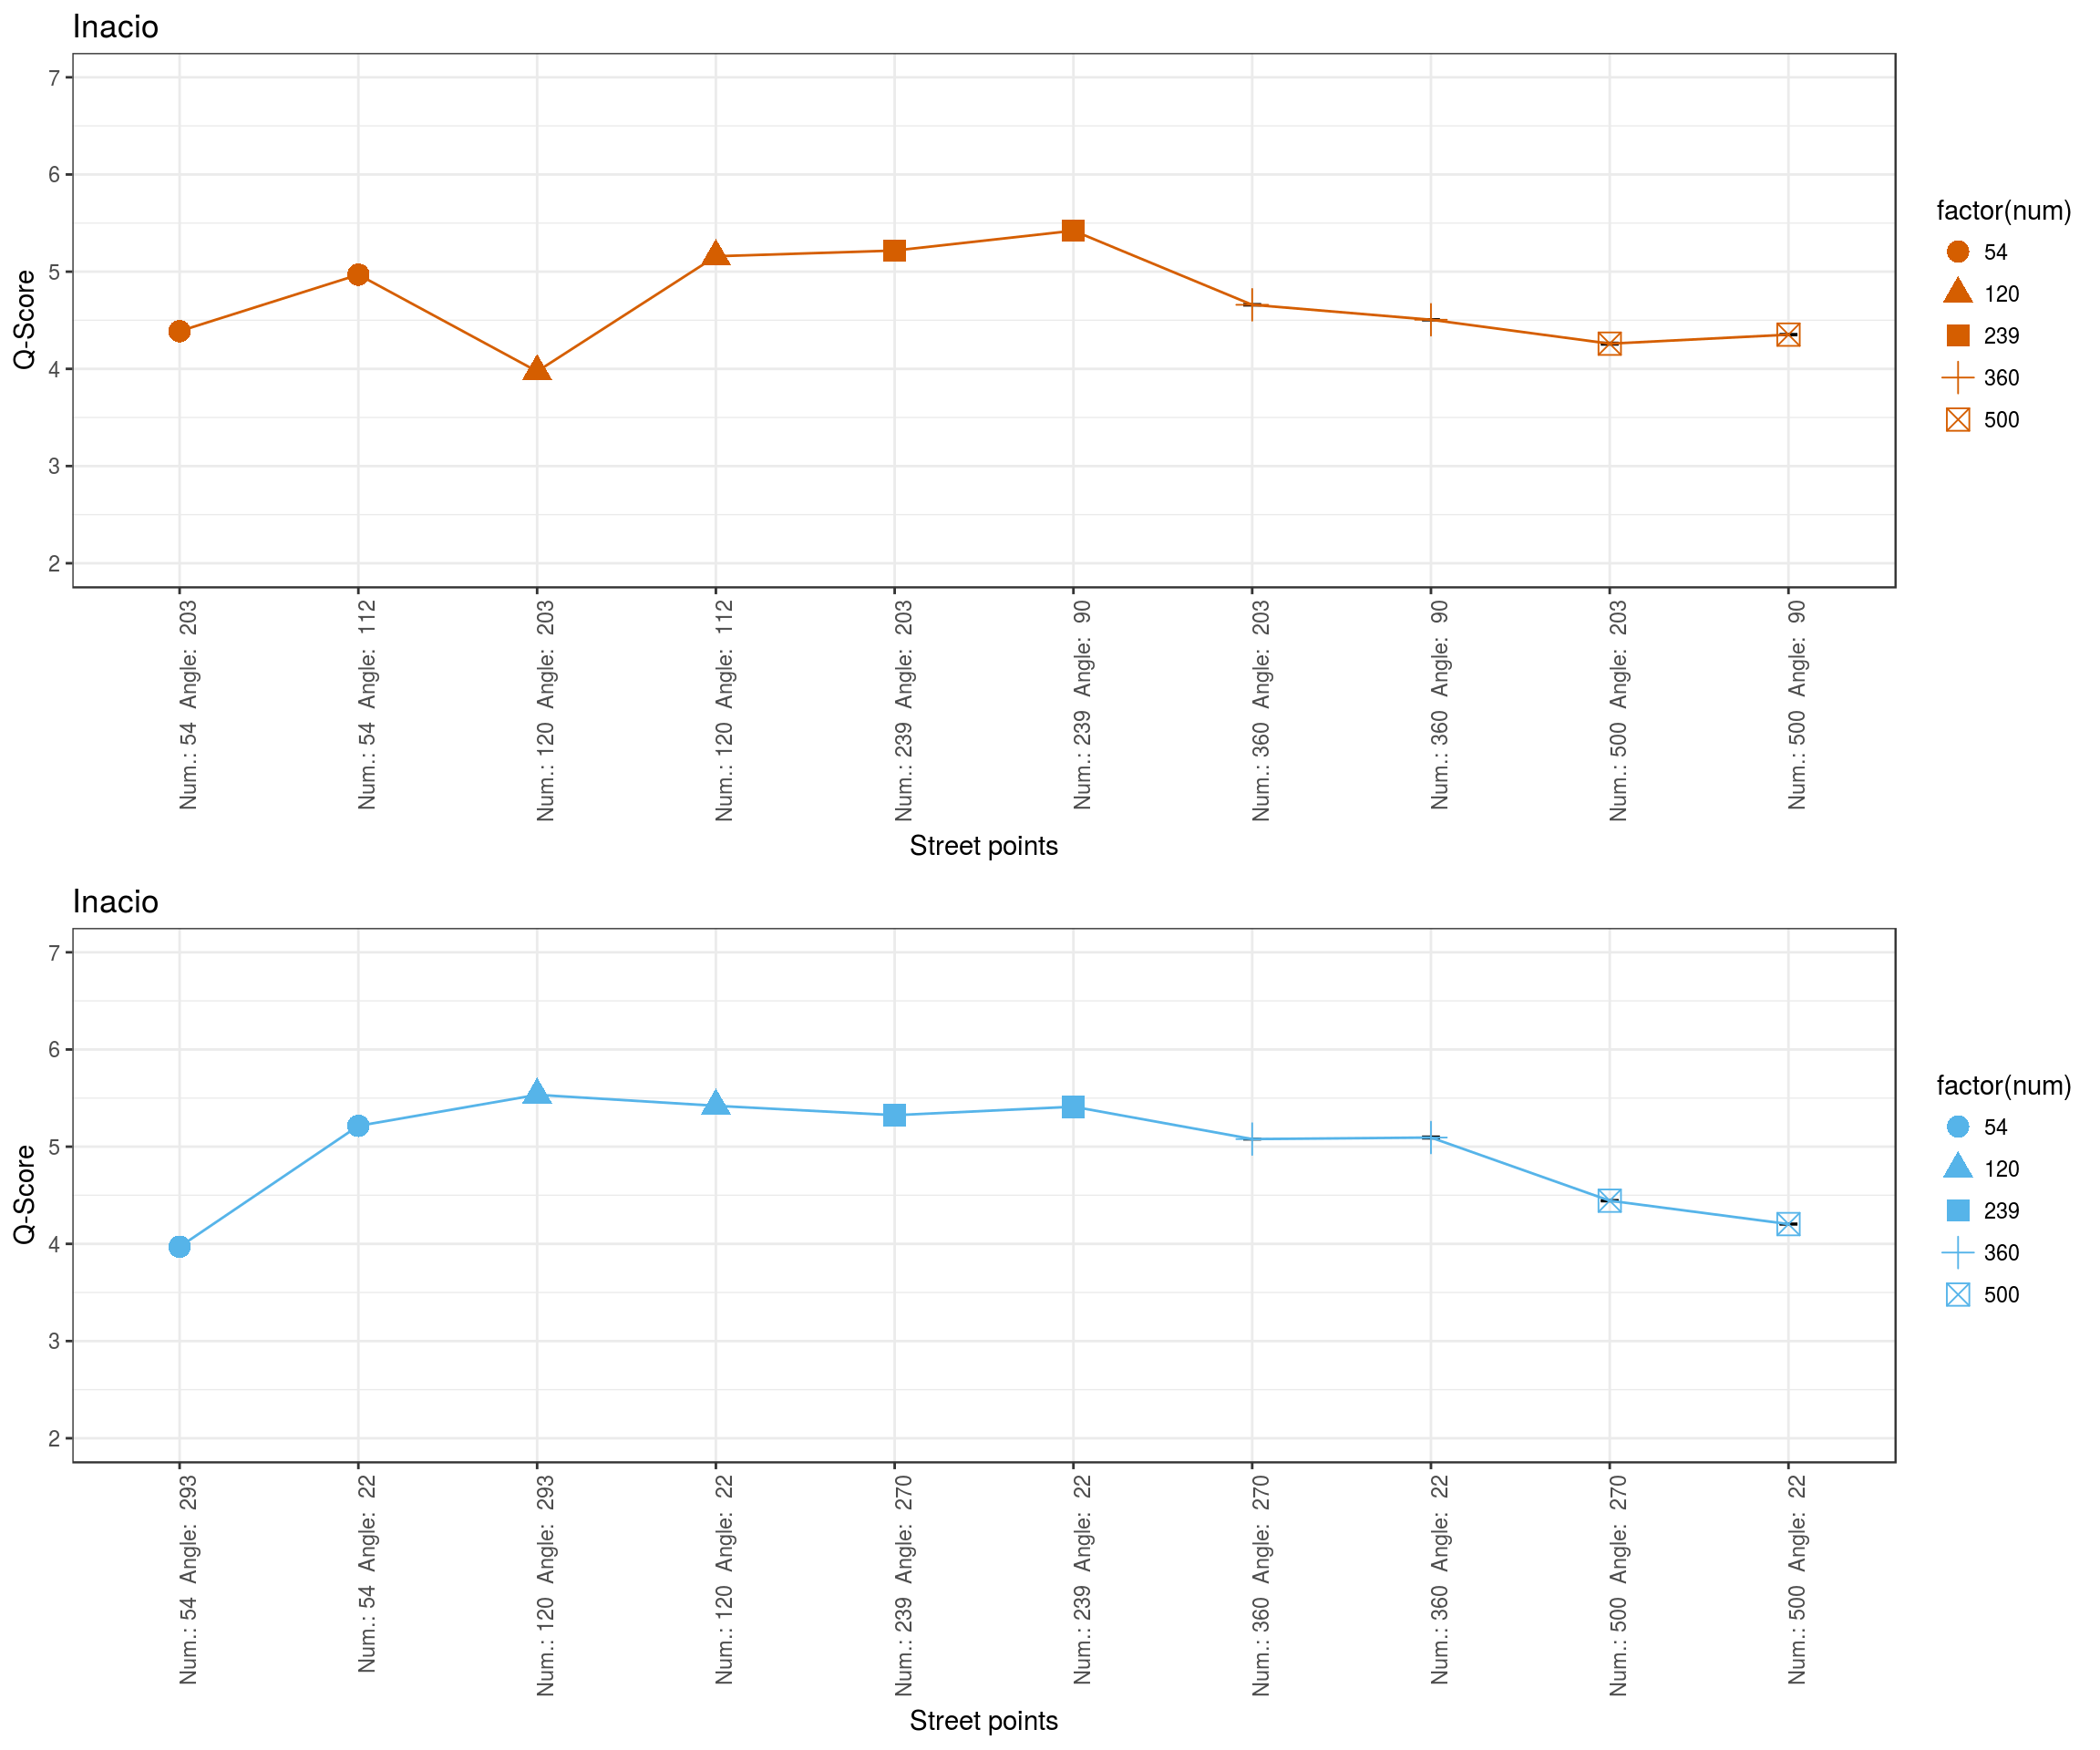 Inacio
7
6
5
4
3
2
Q-Score
Num.: 54 Angle: 203
Num.: 54 Angle: 112
Num.: 120 Angle: 203
Num.: 120 Angle: 112
Num.: 239 Angle: 203
Num.: 239 Angle: 90
Num.: 360 Angle: 203
Num.: 360 Angle: 90
Num.: 500 Angle: 203
Num.: 500 Angle: 90
Street points
factor(num)
54
120
239
360
500
Inacio
7
6
5
4
3
2
Q-Score
Num.: 54 Angle: 293
Num.: 54 Angle: 22
Num.: 120 Angle: 293
Num.: 120 Angle: 22
Num.: 239 Angle: 270
Num.: 239 Angle: 22
Num.: 360 Angle: 270
Num.: 360 Angle: 22
Num.: 500 Angle: 270
Num.: 500 Angle: 22
Street points
factor(num)
54
120
239
360
500